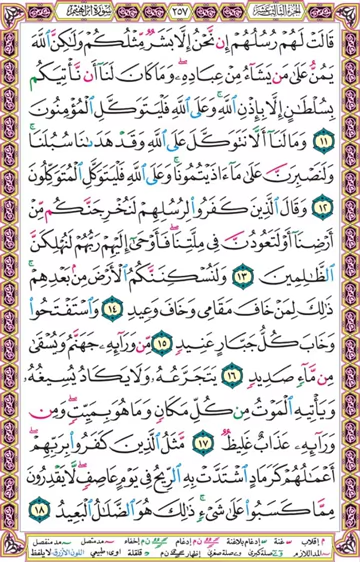 الجزء الثالث عشر ٢٥٧ سورة إبراهيم
قَالَتْ لَهُمْ رُسُلُهُمْ إِن نَّحْنُ إِلَّا بَشَرٌ مِّثْلُكُمْ وَلَٰكِنَّ ٱللَّهَ
يَمُنُّ عَلَىٰ مَن يَشَآءُ مِنْ عِبَادِهِۦ ۖ وَمَا كَانَ لَنَآ أَن نَّأْتِيَكُم
بِسُلْطَٰنٍ إِلَّا بِإِذْنِ ٱللَّهِ ۚ وَعَلَى ٱللَّهِ فَلْيَتَوَكَّلِ ٱلْمُؤْمِنُونَ
١١ وَمَا لَنَآ أَلَّا نَتَوَكَّلَ عَلَى ٱللَّهِ وَقَدْ هَدَىٰنَا سُبُلَنَا ۚ
وَلَنَصْبِرَنَّ عَلَىٰ مَآ ءَاذَيْتُمُونَا ۚ وَعَلَى ٱللَّهِ فَلْيَتَوَكَّلِ ٱلْمُتَوَكِّلُونَ
١٢ وَقَالَ ٱلَّذِينَ كَفَرُوا۟ لِرُسُلِهِمْ لَنُخْرِجَنَّكُم مِّنْ
أَرْضِنَآ أَوْ لَتَعُودُنَّ فِى مِلَّتِنَا ۖ فَأَوْحَىٰٓ إِلَيْهِمْ رَبُّهُمْ لَنُهْلِكَنَّ
ٱلظَّٰلِمِينَ ١٣ وَلَنُسْكِنَنَّكُمُ ٱلْأَرْضَ مِنۢ بَعْدِهِمْ ۚ
ذَٰلِكَ لِمَنْ خَافَ مَقَامِى وَخَافَ وَعِيدِ ١٤ وَٱسْتَفْتَحُوا۟
وَخَابَ كُلُّ جَبَّارٍ عَنِيدٍ ١٥ مِّن وَرَآئِهِۦ جَهَنَّمُ وَيُسْقَىٰ
مِن مَّآءٍ صَدِيدٍ ١٦ يَتَجَرَّعُهُۥ وَلَا يَكَادُ يُسِيغُهُۥ
وَيَأْتِيهِ ٱلْمَوْتُ مِن كُلِّ مَكَانٍ وَمَا هُوَ بِمَيِّتٍ ۖ وَمِن
وَرَآئِهِۦ عَذَابٌ غَلِيظٌ ١٧ مَّثَلُ ٱلَّذِينَ كَفَرُوا۟ بِرَبِّهِمْ ۖ
أَعْمَٰلُهُمْ كَرَمَادٍ ٱشْتَدَّتْ بِهِ ٱلرِّيحُ فِى يَوْمٍ عَاصِفٍ ۖ لَّا يَقْدِرُونَ
مِمَّا كَسَبُوا۟ عَلَىٰ شَىْءٍ ۚ ذَٰلِكَ هُوَ ٱلضَّلَٰلُ ٱلْبَعِيدُ ١٨